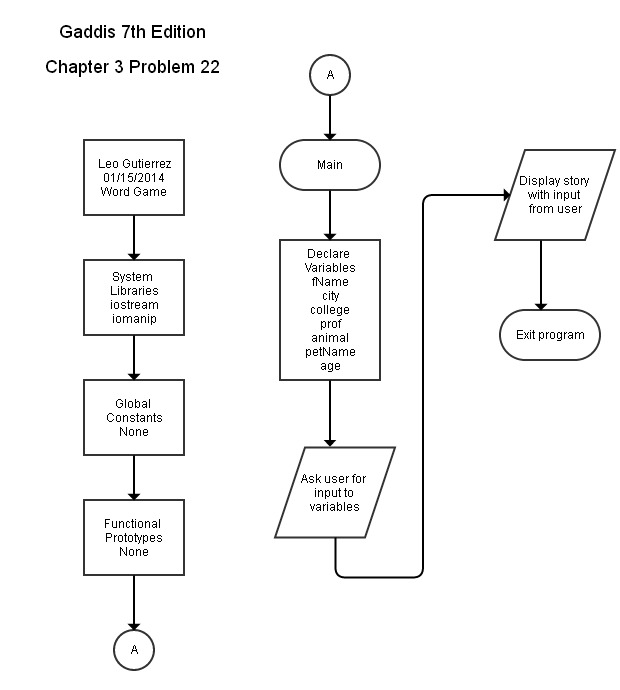 Gaddis 7th Edition
Chapter 3 Problem 22
Leo Gutierrez
01/15/2014
Word Game
System
Libraries
iostream
iomanip
Global
Constants
None
Functional
Prototypes
None
A
A
Main
Declare
Variables
fName
city
college
prof
animal
petName
age
Ask user for
input to
variables
Display story
with input
from user
Exit program